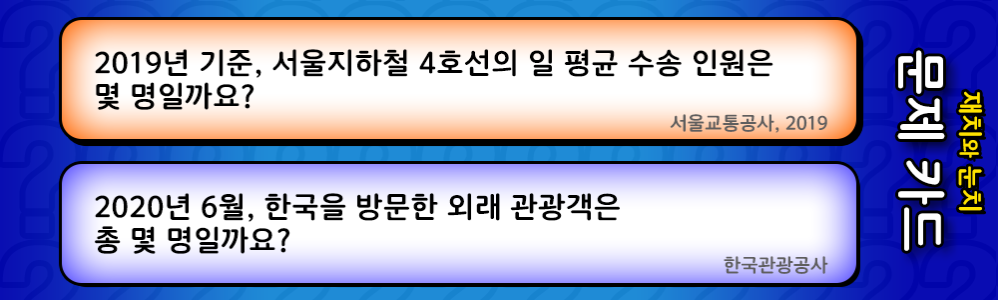 2019년 기준, 서울지하철 4호선의 일 평균 수송 인원은
몇 명일까요?
서울교통공사, 2019
2020년 6월, 한국을 방문한 외래 관광객은
총 몇 명일까요?
한국관광공사
재치와 눈치
문제 카드